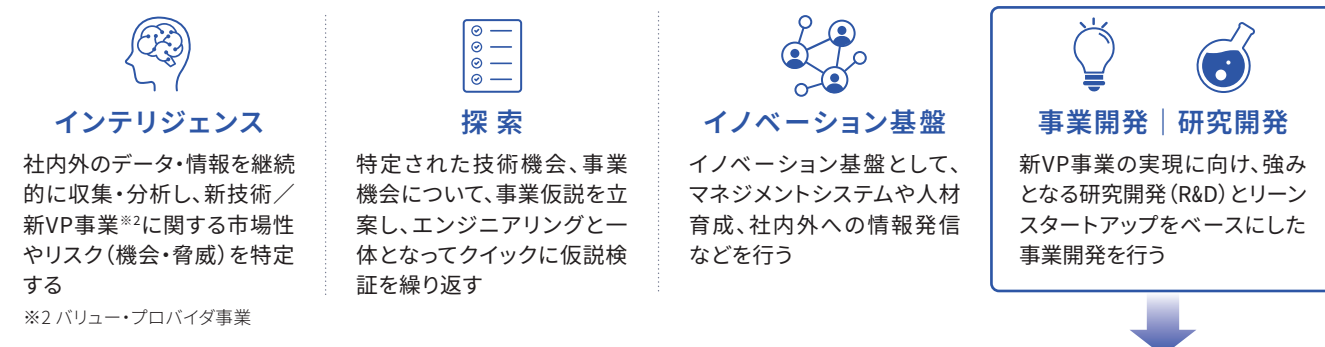 インテリジェンス
社内外のデータ・情報を継続
的に収集・分析し、新技術／
新VP事業※2に関する市場性
やリスク（機会・脅威）を特定
する
※2 バリュー・プロバイダ事業
探 索
特定された技術機会、事業
機会について、事業仮説を立
案し、エンジニアリングと一
体となってクイックに仮説検
証を繰り返す
イノベーション基盤
イノベーション基盤として、
マネジメントシステムや人材
育成、社内外への情報発信
などを行う
事業開発｜研究開発
新VP事業の実現に向け、強み
となる研究開発（R&D）とリーン
スタートアップをベースにした
事業開発を行う